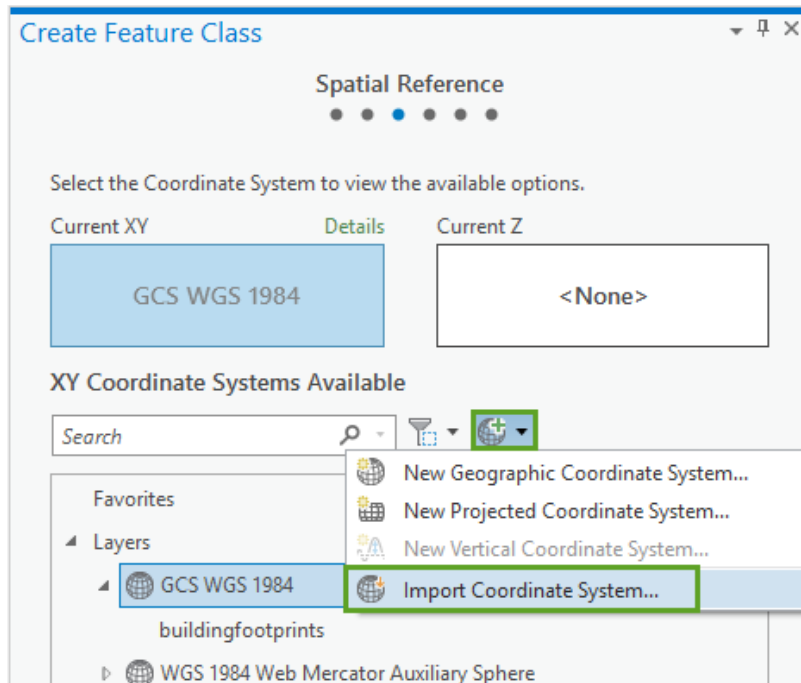 Create Feature Class
Spatial Reference
Select the Coordinate System to view the available options.
Current XY Details Current Z
GCS WGS 1984 <None>
XY Coordinate Systems Available
Search
New Geographic Coordinate System...
Favorites
New Projected Coordinate System...
Layers
New Vertical Coordinate System...
GCS WGS 1984
Import Coordinate System...
buildingfootprints
WGS 1984 Web Mercator Auxiliary Sphere